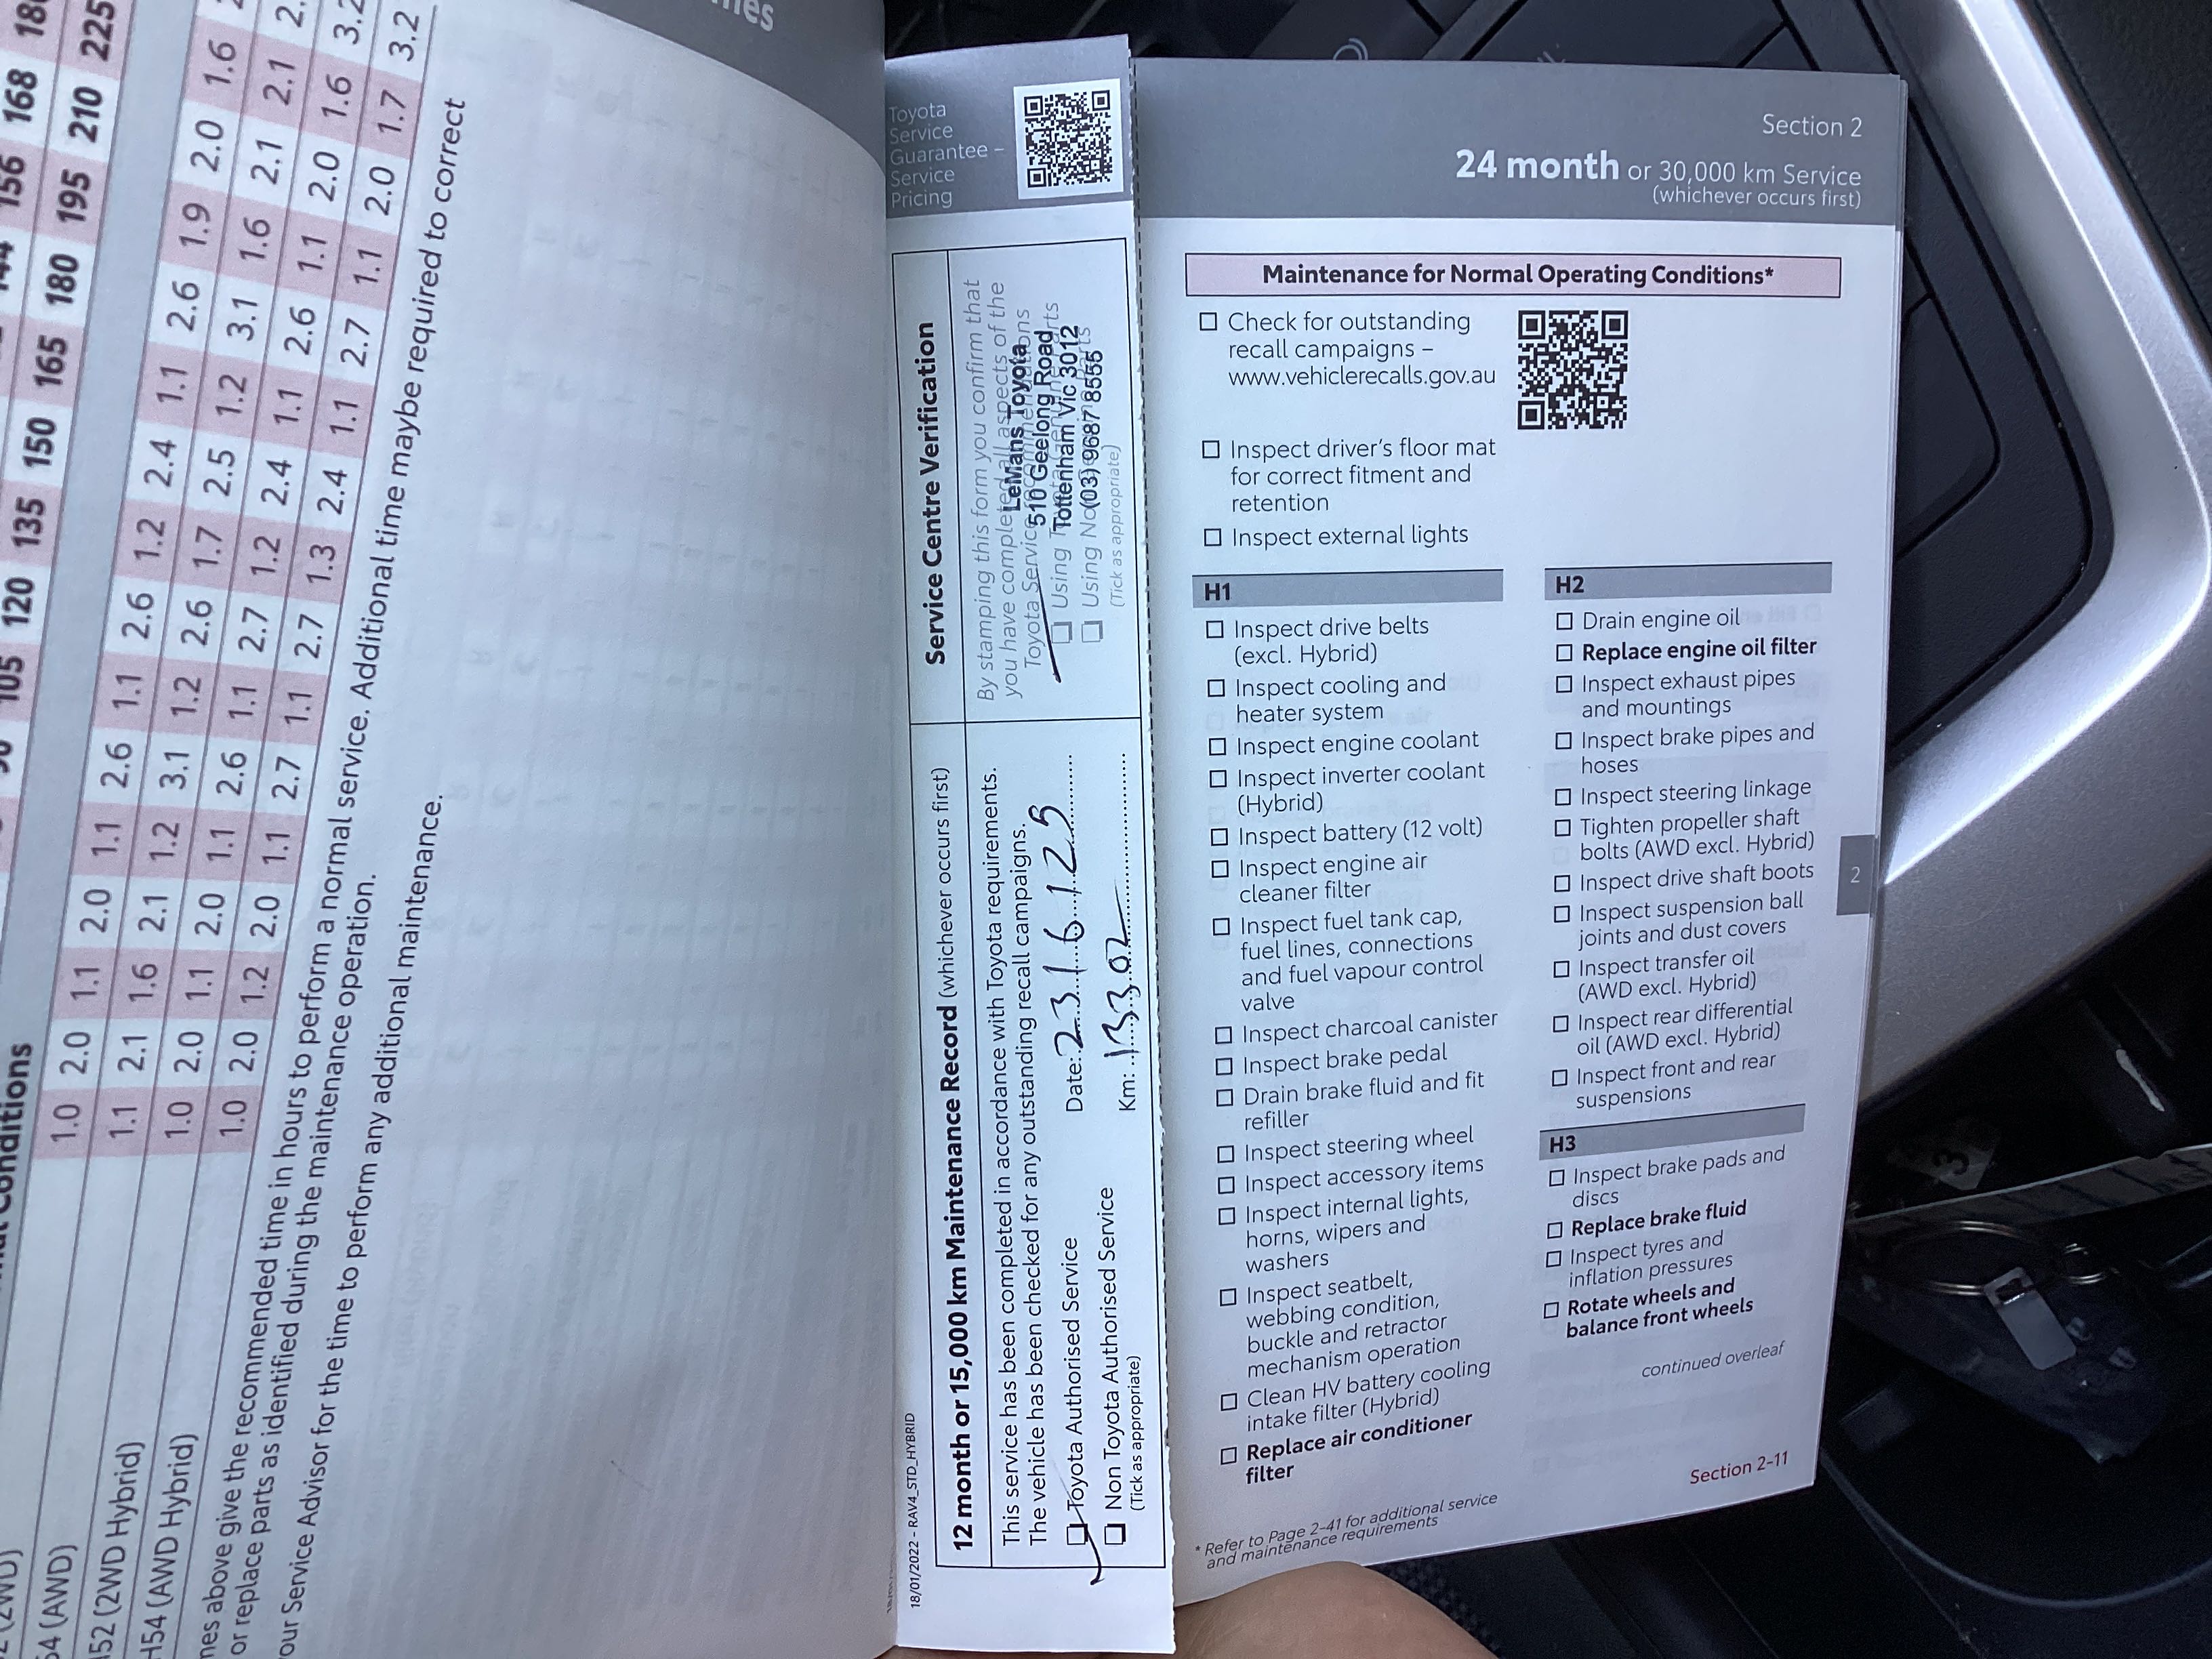 168
156
225
210
195
180
165
150
135
120
105
1.0 2.0 1.1 2.0 1.1 2.6 1.1 2.6 1.2 2.4 1.1 2.6 1.9 2.0 1.6
1.1 2.1 1.6 2.1 1.2 3.1 1.2 2.6 1.7 2.5 1.2 3.1 1.6 2.1 2.1
1.0 2.0 1.1 2.0 1.1 2.6 1.1 2.7 1.2 2.4 1.1 2.6 1.1 2.0 1.6 3.2
1.0 2.0 1.2 2.0 1.1 2.7 1.1 2.7 1.3 2.4 1.1 2.7 1.1 2.0 1.7 3.2
(2WD)
(AWD)
(2WD Hybrid)
H54 (AWD Hybrid)
above give the recommended time in hours to perform a normal service. Additional time maybe required to correct
or replace parts as identified during the maintenance operation.
Service Advisor for the time to perform any additional maintenance.
Toyota
Service
Guarantee –
Service
Pricing
18/01/2022 - RAV4_STD_HYBRID
12 month or 15,000 km Maintenance Record (whichever occurs first)
This service has been completed in accordance with Toyota requirements.
The vehicle has been checked for any outstanding recall campaigns.
☐ Toyota Authorised Service
Date: 23/6/25
☐ Non Toyota Authorised Service
Km: 13302
(Tick as appropriate)
Service Centre Verification
By stamping this form you confirm that
you have completed all aspects of the
Toyota Service
☐ Using
☐ Using
(Tick as appropriate)
LeMans Toyota
510 Geelong Road
Tottenham Vic 3012
(03) 9687 8555
Section 2
24 month or 30,000 km Service
(whichever occurs first)
Maintenance for Normal Operating Conditions*
☐ Check for outstanding
recall campaigns –
www.vehiclerecalls.gov.au
☐ Inspect driver's floor mat
for correct fitment and
retention
☐ Inspect external lights
H1
☐ Inspect drive belts
(excl. Hybrid)
☐ Inspect cooling and
heater system
☐ Inspect engine coolant
☐ Inspect inverter coolant
(Hybrid)
☐ Inspect battery (12 volt)
☐ Inspect engine air
cleaner filter
☐ Inspect fuel tank cap,
fuel lines, connections
and fuel vapour control
valve
☐ Inspect charcoal canister
☐ Inspect brake pedal
☐ Drain brake fluid and fit
refiller
☐ Inspect steering wheel
☐ Inspect accessory items
☐ Inspect internal lights,
horns, wipers and
washers
☐ Inspect seatbelt,
webbing condition,
buckle and retractor
mechanism operation
☐ Clean HV battery cooling
intake filter (Hybrid)
☐ Replace air conditioner
filter
H2
☐ Drain engine oil
☐ Replace engine oil filter
☐ Inspect exhaust pipes
and mountings
☐ Inspect brake pipes and
hoses
☐ Inspect steering linkage
☐ Tighten propeller shaft
bolts (AWD excl. Hybrid)
☐ Inspect drive shaft boots
☐ Inspect suspension ball
joints and dust covers
☐ Inspect transfer oil
(AWD excl. Hybrid)
☐ Inspect rear differential
oil (AWD excl. Hybrid)
☐ Inspect front and rear
suspensions
H3
☐ Inspect brake pads and
discs
☐ Replace brake fluid
☐ Inspect tyres and
inflation pressures
☐ Rotate wheels and
balance front wheels
continued overleaf
2
* Refer to Page 2-41 for additional service
and maintenance requirements
Section 2-11